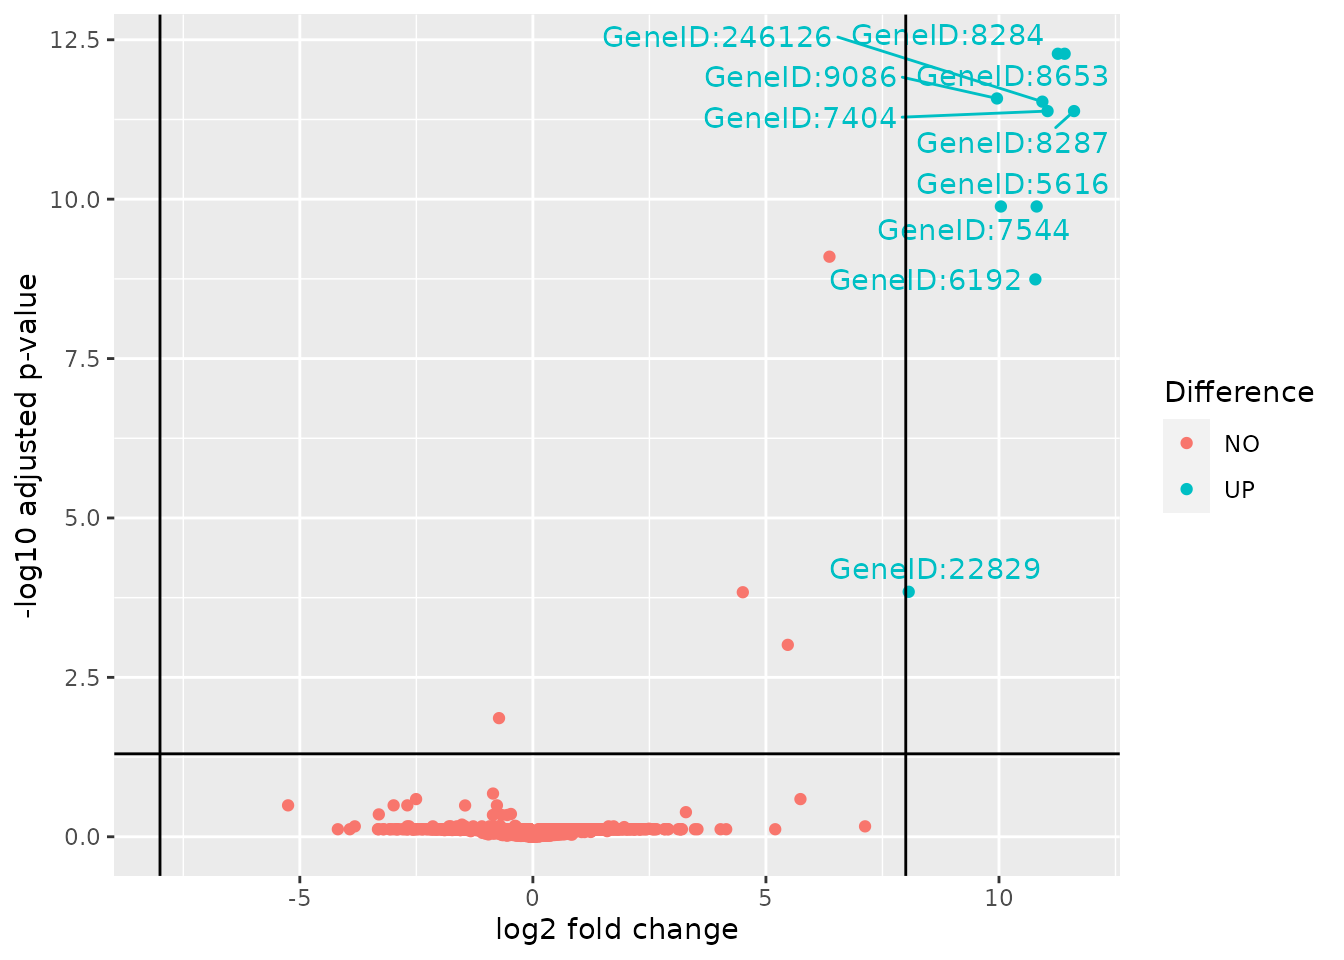 GeneID:8284
GeneID:246126
GeneID:9086
GeneID:8653
GeneID:7404
GeneID:8287
GeneID:5616
GeneID:7544
GeneID:6192
GeneID:22829
12.5
10.0
7.5
5.0
2.5
0.0
-log10 adjusted p-value
-5
0
5
10
log2 fold change
Difference
NO
UP